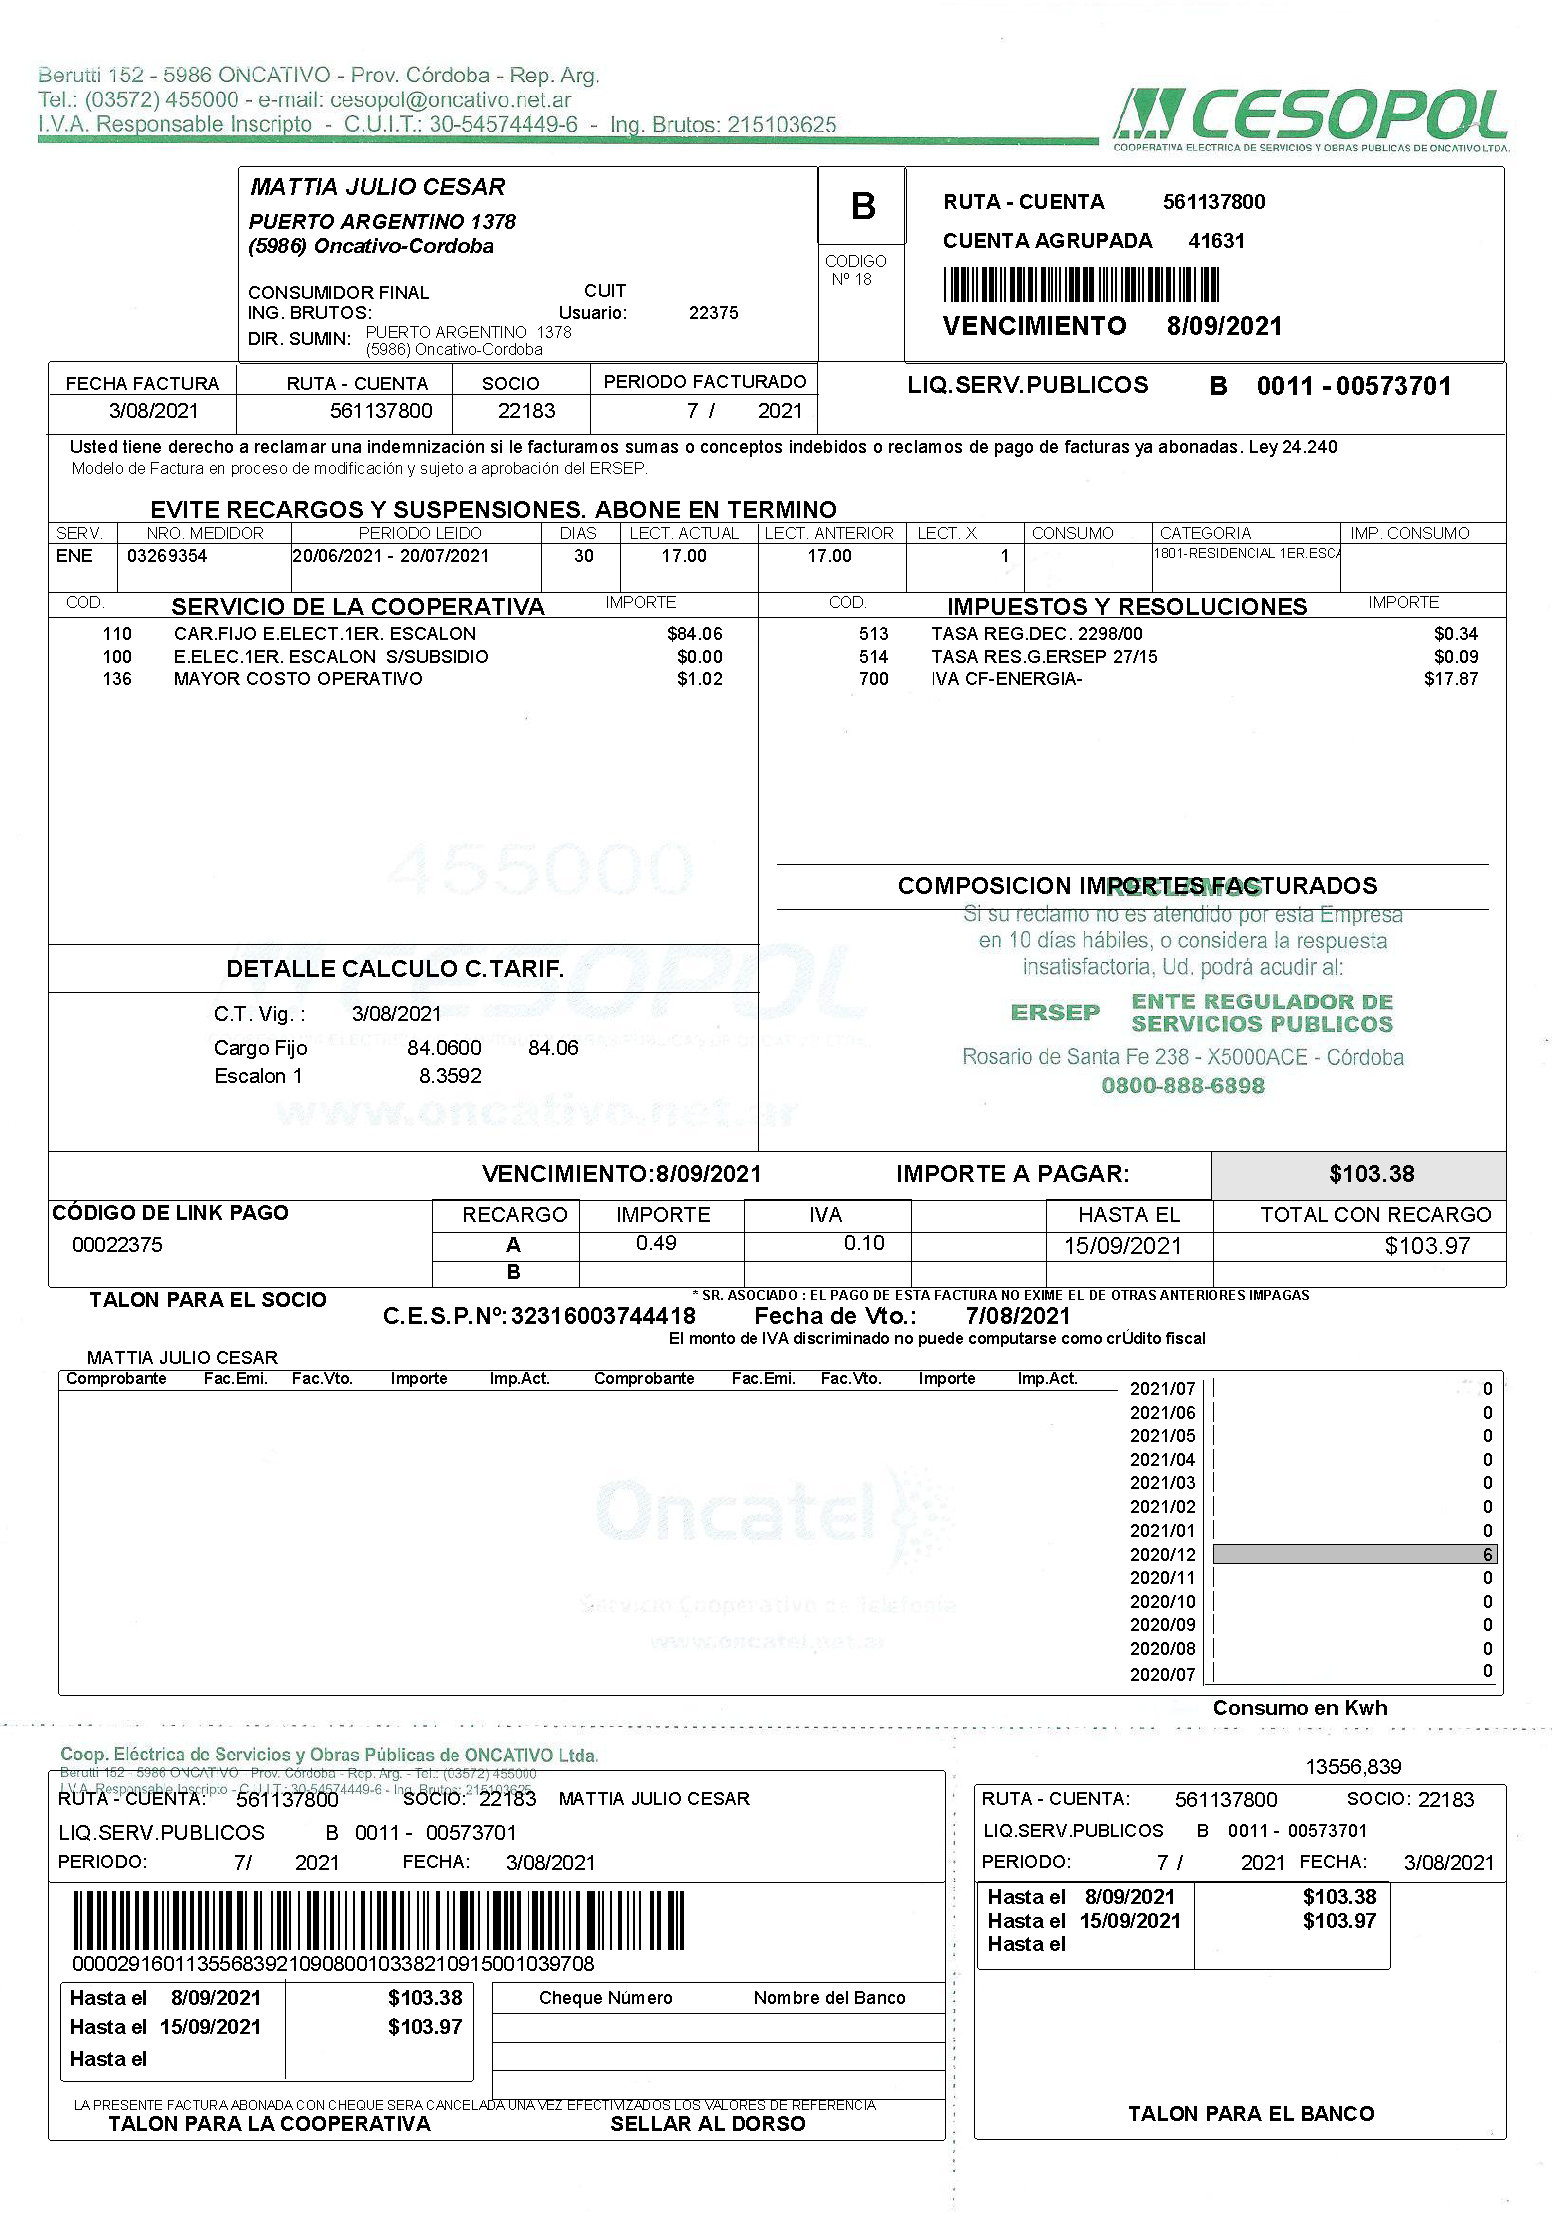 Berutti 152 - 5986 ONCATIVO - Prov. Córdoba - Rep. Arg.
Tel.: (03572) 455000 - e-mail: cesopol@oncativo.net.ar
I.V.A. Responsable Inscripto - C.U.I.T.: 30-54574449-6 - Ing. Brutos: 215103625
CESOPOL
COOPERATIVA ELECTRICA DE SERVICIOS Y OBRAS PUBLICAS DE ONCATIVO LTDA.
MATTIA JULIO CESAR
PUERTO ARGENTINO 1378
(5986) Oncativo-Cordoba
CONSUMIDOR FINAL CUIT
ING. BRUTOS: Usuario: 22375
DIR. SUMIN: PUERTO ARGENTINO 1378
(5986) Oncativo-Cordoba
B
CODIGO
Nº 18
RUTA - CUENTA 561137800
CUENTA AGRUPADA 41631
VENCIMIENTO 8/09/2021
FECHA FACTURA RUTA - CUENTA SOCIO PERIODO FACTURADO
3/08/2021 561137800 22183 7 / 2021
LIQ.SERV.PUBLICOS B 0011 - 00573701
Usted tiene derecho a reclamar una indemnización si le facturamos sumas o conceptos indebidos o reclamos de pago de facturas ya abonadas. Ley 24.240
Modelo de Factura en proceso de modificación y sujeto a aprobación del ERSEP.
EVITE RECARGOS Y SUSPENSIONES. ABONE EN TERMINO
SERV. NRO. MEDIDOR PERIODO LEIDO DIAS LECT. ACTUAL LECT. ANTERIOR LECT. X CONSUMO CATEGORIA IMP. CONSUMO
ENE 03269354 20/06/2021 - 20/07/2021 30 17.00 17.00 1 1801-RESIDENCIAL 1ER.ESCA
COD. SERVICIO DE LA COOPERATIVA IMPORTE COD. IMPUESTOS Y RESOLUCIONES IMPORTE
110 CAR.FIJO E.ELECT.1ER. ESCALON $84.06 513 TASA REG.DEC. 2298/00 $0.34
100 E.ELEC.1ER. ESCALON S/SUBSIDIO $0.00 514 TASA RES.G.ERSEP 27/15 $0.09
136 MAYOR COSTO OPERATIVO $1.02 700 IVA CF-ENERGIA- $17.87
455000
COMPOSICION IMPORTES FACTURADOS
RECLAMOS
Si su reclamo no es atendido por esta Empresa
en 10 días hábiles, o considera la respuesta
insatisfactoria, Ud. podrá acudir al:
ERSEP ENTE REGULADOR DE
SERVICIOS PUBLICOS
Rosario de Santa Fe 238 - X5000ACE - Córdoba
0800-888-6898
CESOPOL
DETALLE CALCULO C.TARIF.
C.T. Vig. : 3/08/2021
Cargo Fijo 84.0600 84.06
Escalon 1 8.3592
www.oncativo.net.ar
VENCIMIENTO:8/09/2021 IMPORTE A PAGAR: $103.38
CÓDIGO DE LINK PAGO
00022375
RECARGO IMPORTE IVA HASTA EL TOTAL CON RECARGO
A 0.49 0.10 15/09/2021 $103.97
B
TALON PARA EL SOCIO
* SR. ASOCIADO : EL PAGO DE ESTA FACTURA NO EXIME EL DE OTRAS ANTERIORES IMPAGAS
C.E.S.P.Nº: 32316003744418 Fecha de Vto.: 7/08/2021
El monto de IVA discriminado no puede computarse como crÚdito fiscal
MATTIA JULIO CESAR
Comprobante Fac.Emi. Fac.Vto. Importe Imp.Act. Comprobante Fac.Emi. Fac.Vto. Importe Imp.Act.
2021/07 0
2021/06 0
2021/05 0
2021/04 0
2021/03 0
2021/02 0
2021/01 0
2020/12 6
2020/11 0
2020/10 0
2020/09 0
2020/08 0
2020/07 0
Consumo en Kwh
Oncatel
Servicio Cooperativo de Telefonía
www.oncatel.net.ar
Coop. Eléctrica de Servicios y Obras Públicas de ONCATIVO Ltda.
Berutti 152 - 5986 ONCATIVO - Prov. Córdoba - Rep. Arg. - Tel.: (03572) 455000
I.V.A. Responsable Inscripto - C.U.I.T.: 30-54574449-6 - Ing. Brutos: 215103625
RUTA - CUENTA: 561137800 SOCIO: 22183 MATTIA JULIO CESAR
LIQ.SERV.PUBLICOS B 0011 - 00573701
PERIODO: 7/ 2021 FECHA: 3/08/2021
00002916011355683921090800103382109150010397​08
Hasta el 8/09/2021 $103.38
Hasta el 15/09/2021 $103.97
Hasta el
Cheque Número Nombre del Banco
LA PRESENTE FACTURA ABONADA CON CHEQUE SERA CANCELADA UNA VEZ EFECTIVIZADOS LOS VALORES DE REFERENCIA
TALON PARA LA COOPERATIVA SELLAR AL DORSO
13556,839
RUTA - CUENTA: 561137800 SOCIO: 22183
LIQ.SERV.PUBLICOS B 0011 - 00573701
PERIODO: 7 / 2021 FECHA: 3/08/2021
Hasta el 8/09/2021 $103.38
Hasta el 15/09/2021 $103.97
Hasta el
TALON PARA EL BANCO